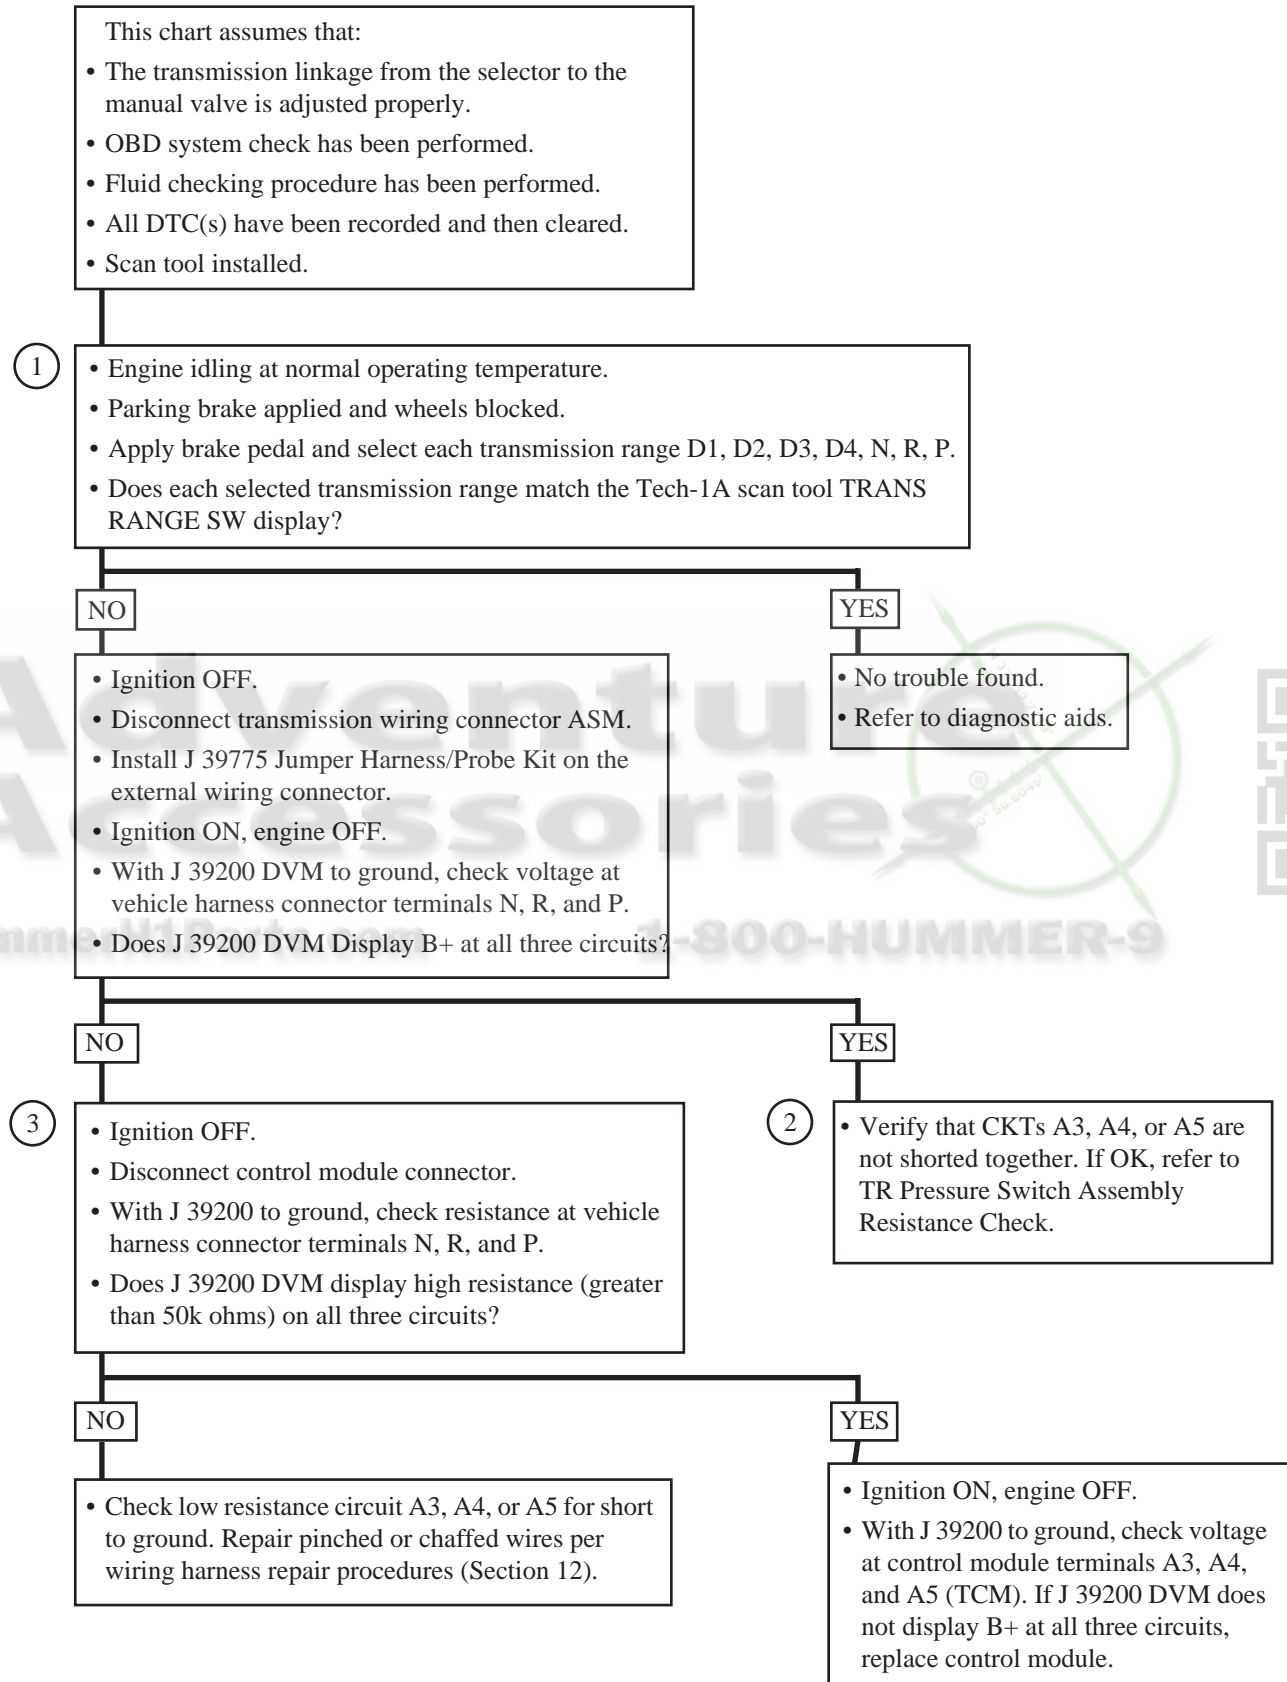 This chart assumes that:
• The transmission linkage from the selector to the
manual valve is adjusted properly.
• OBD system check has been performed.
• Fluid checking procedure has been performed.
• All DTC(s) have been recorded and then cleared.
• Scan tool installed.
1
• Engine idling at normal operating temperature.
• Parking brake applied and wheels blocked.
• Apply brake pedal and select each transmission range D1, D2, D3, D4, N, R, P.
• Does each selected transmission range match the Tech-1A scan tool TRANS
RANGE SW display?
NO
YES
• Ignition OFF.
• Disconnect transmission wiring connector ASM.
• Install J 39775 Jumper Harness/Probe Kit on the
external wiring connector.
• Ignition ON, engine OFF.
• With J 39200 DVM to ground, check voltage at
vehicle harness connector terminals N, R, and P.
• Does J 39200 DVM Display B+ at all three circuits?
• No trouble found.
• Refer to diagnostic aids.
Adventure
Accessories
®
mmerH1Parts.com
1-800-HUMMER-9
NO
YES
3
• Ignition OFF.
• Disconnect control module connector.
• With J 39200 to ground, check resistance at vehicle
harness connector terminals N, R, and P.
• Does J 39200 DVM display high resistance (greater
than 50k ohms) on all three circuits?
2
• Verify that CKTs A3, A4, or A5 are
not shorted together. If OK, refer to
TR Pressure Switch Assembly
Resistance Check.
NO
YES
• Check low resistance circuit A3, A4, or A5 for short
to ground. Repair pinched or chaffed wires per
wiring harness repair procedures (Section 12).
• Ignition ON, engine OFF.
• With J 39200 to ground, check voltage
at control module terminals A3, A4,
and A5 (TCM). If J 39200 DVM does
not display B+ at all three circuits,
replace control module.